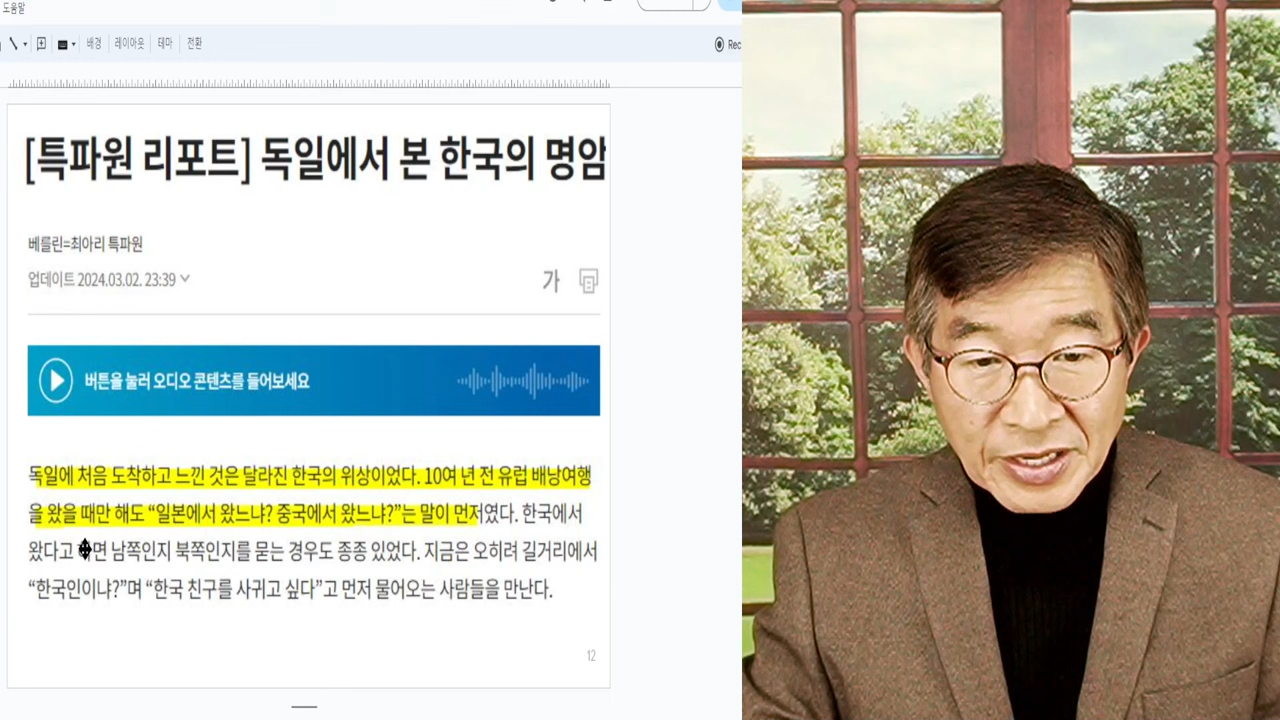 도움말
배경 레이아웃 테마 전환
Rec
[특파원 리포트] 독일에서 본 한국의 명암
베를린=최아리 특파원
업데이트 2024.03.02. 23:39
가
버튼을 눌러 오디오 콘텐츠를 들어보세요
독일에 처음 도착하고 느낀 것은 달라진 한국의 위상이었다. 10여 년 전 유럽 배낭여행
을 왔을 때만 해도 “일본에서 왔느냐? 중국에서 왔느냐?”는 말이 먼저였다. 한국에서
왔다고 하면 남쪽인지 북쪽인지를 묻는 경우도 종종 있었다. 지금은 오히려 길거리에서
“한국인이냐?”며 “한국 친구를 사귀고 싶다”고 먼저 물어오는 사람들을 만난다.
12